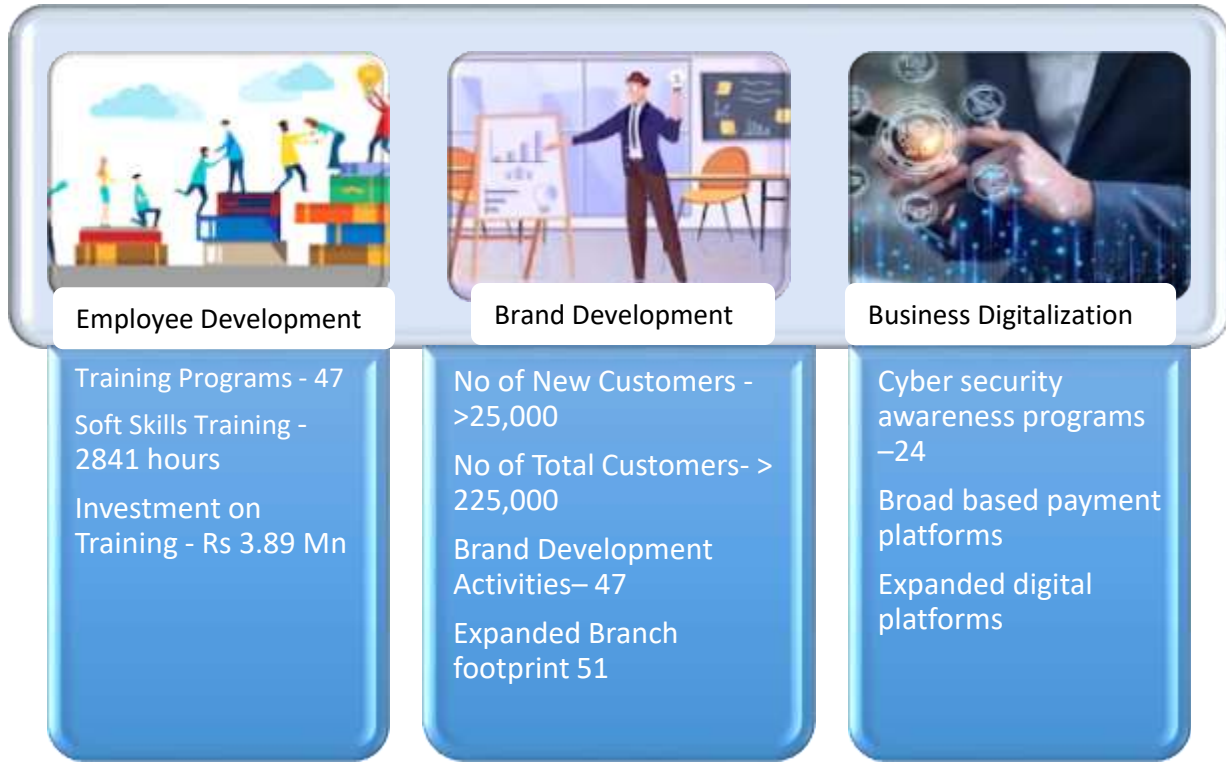 Employee Development
Training Programs - 47
Soft Skills Training -
2841 hours
Investment on
Training - Rs 3.89 Mn
Brand Development
No of New Customers -
>25,000
No of Total Customers- >
225,000
Brand Development
Activities– 47
Expanded Branch
footprint 51
Business Digitalization
Cyber security
awareness programs
–24
Broad based payment
platforms
Expanded digital
platforms